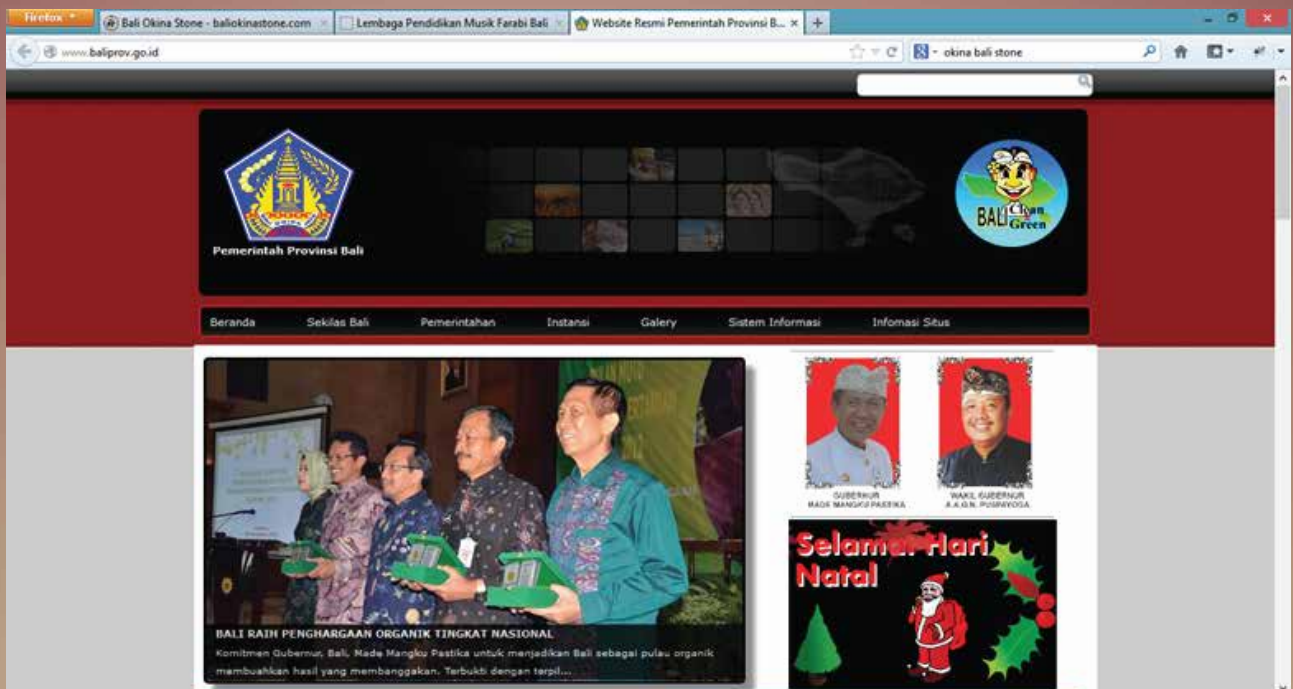 Firefox
Bali Okina Stone - baliokinastone.com
Lembaga Pendidikan Musik Farabi Bali
Website Resmi Pemerintah Provinsi B...
www.baliprov.go.id
okina bali stone
Pemerintah Provinsi Bali
BALI Clean
Green
Beranda
Sekilas Bali
Pemerintahan
Instansi
Galery
Sistem Informasi
Infomasi Situs
BALI RAIH PENGHARGAAN ORGANIK TINGKAT NASIONAL
Komitmen Gubernur, Bali, Made Mangku Pastika untuk menjadikan Bali sebagai pulau organik
membuahkan hasil yang membanggakan. Terbukti dengan terpil...
GUBERNUR
MADE MANGKU PASTIKA
WAKIL GUBERNUR
A.A.G.N. PUSPAYOGA
Selamat Hari
Natal